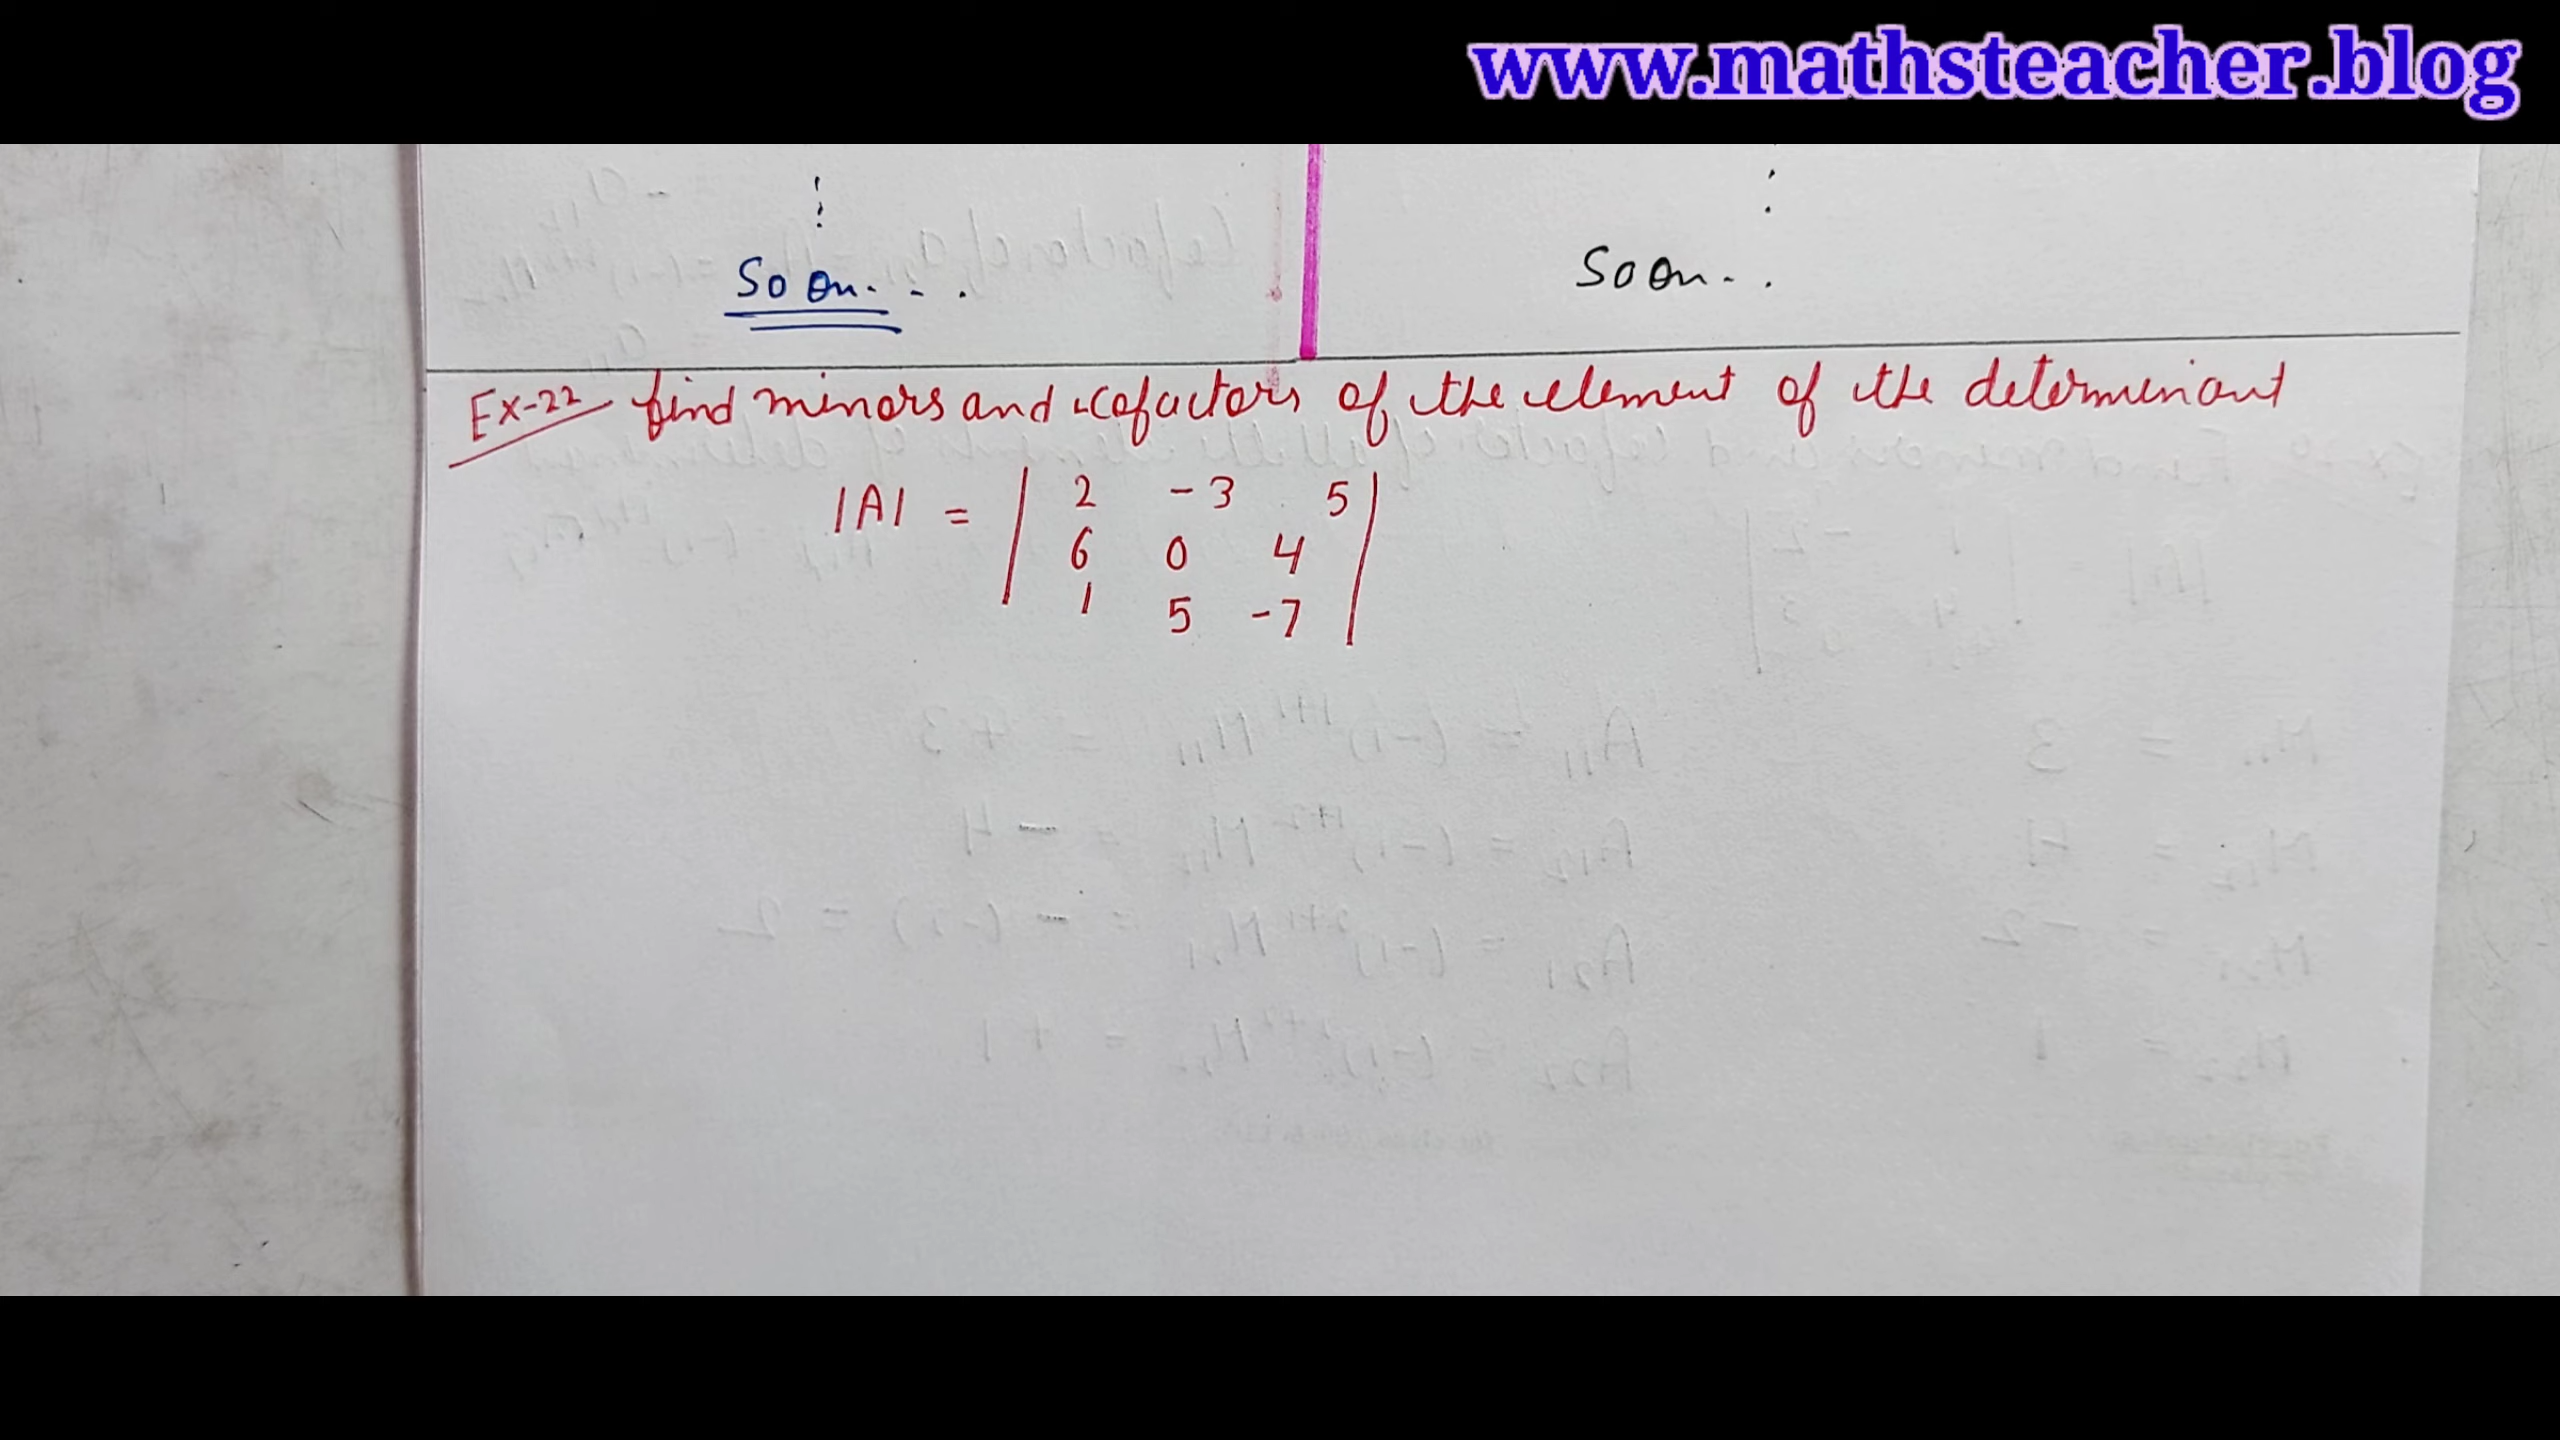 www.mathsteacher.blog
So on. . .
So on. .
Ex-22 find minors and cofactors of the element of the determinant
|A| = | 2 -3 5 |
6 0 4
1 5 -7